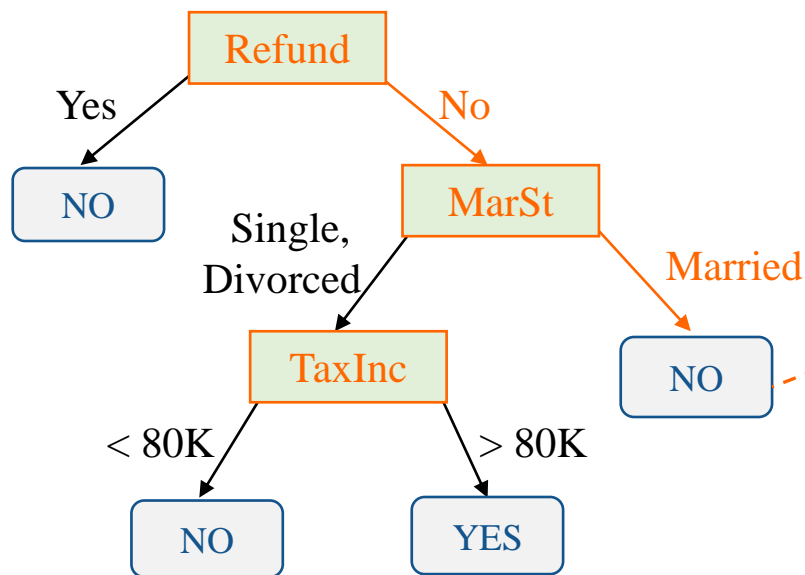 Refund
Yes
No
NO
MarSt
Single,
Divorced
Married
TaxInc
NO
< 80K
> 80K
NO
YES